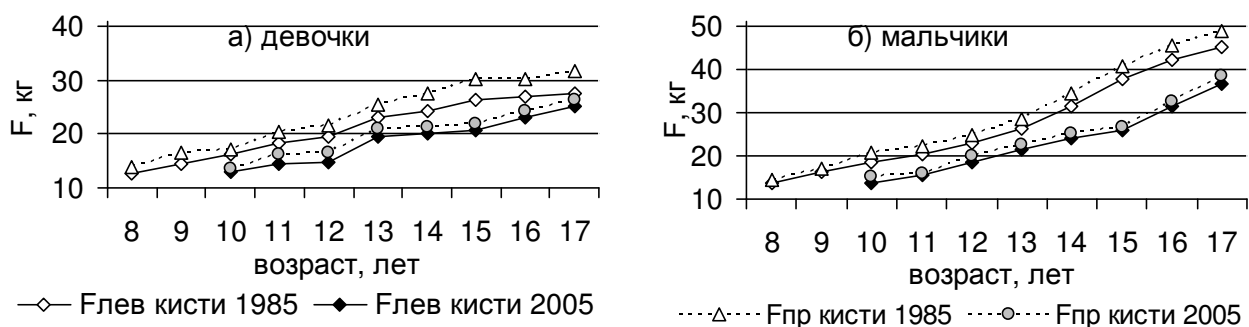 а) девочки
F, кг
40
30
20
10
8 9 10 11 12 13 14 15 16 17
возраст, лет
Fлев кисти 1985 Fлев кисти 2005
б) мальчики
F, кг
50
40
30
20
10
8 9 10 11 12 13 14 15 16 17
возраст, лет
Fпр кисти 1985 Fпр кисти 2005